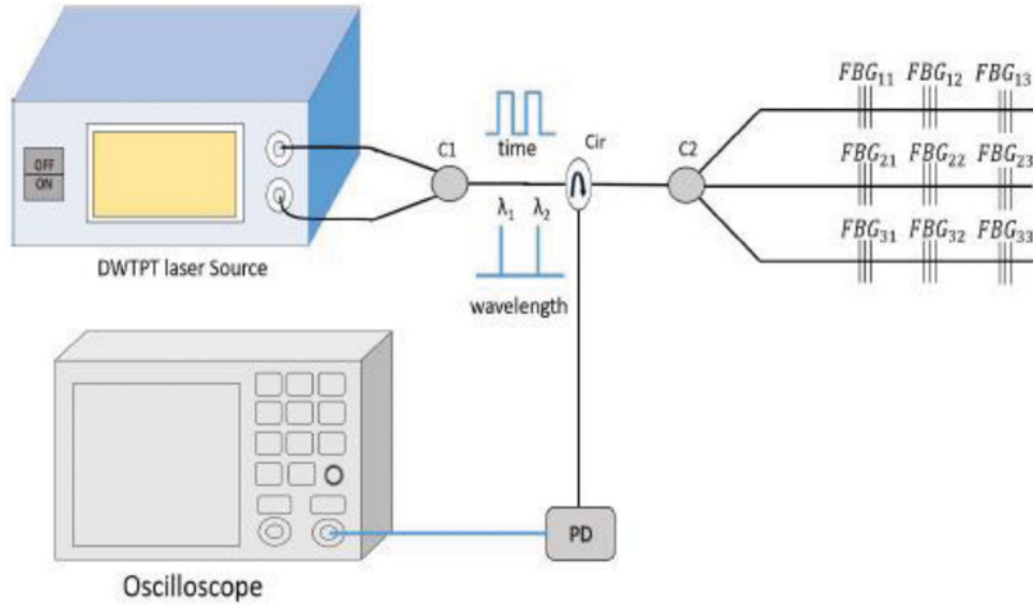 OFF
ON
DWTPT laser Source
C1
time
λ₁ λ₂
wavelength
Cir
C2
FBG₁₁ FBG₁₂ FBG₁₃
FBG₂₁ FBG₂₂ FBG₂₃
FBG₃₁ FBG₃₂ FBG₃₃
PD
Oscilloscope